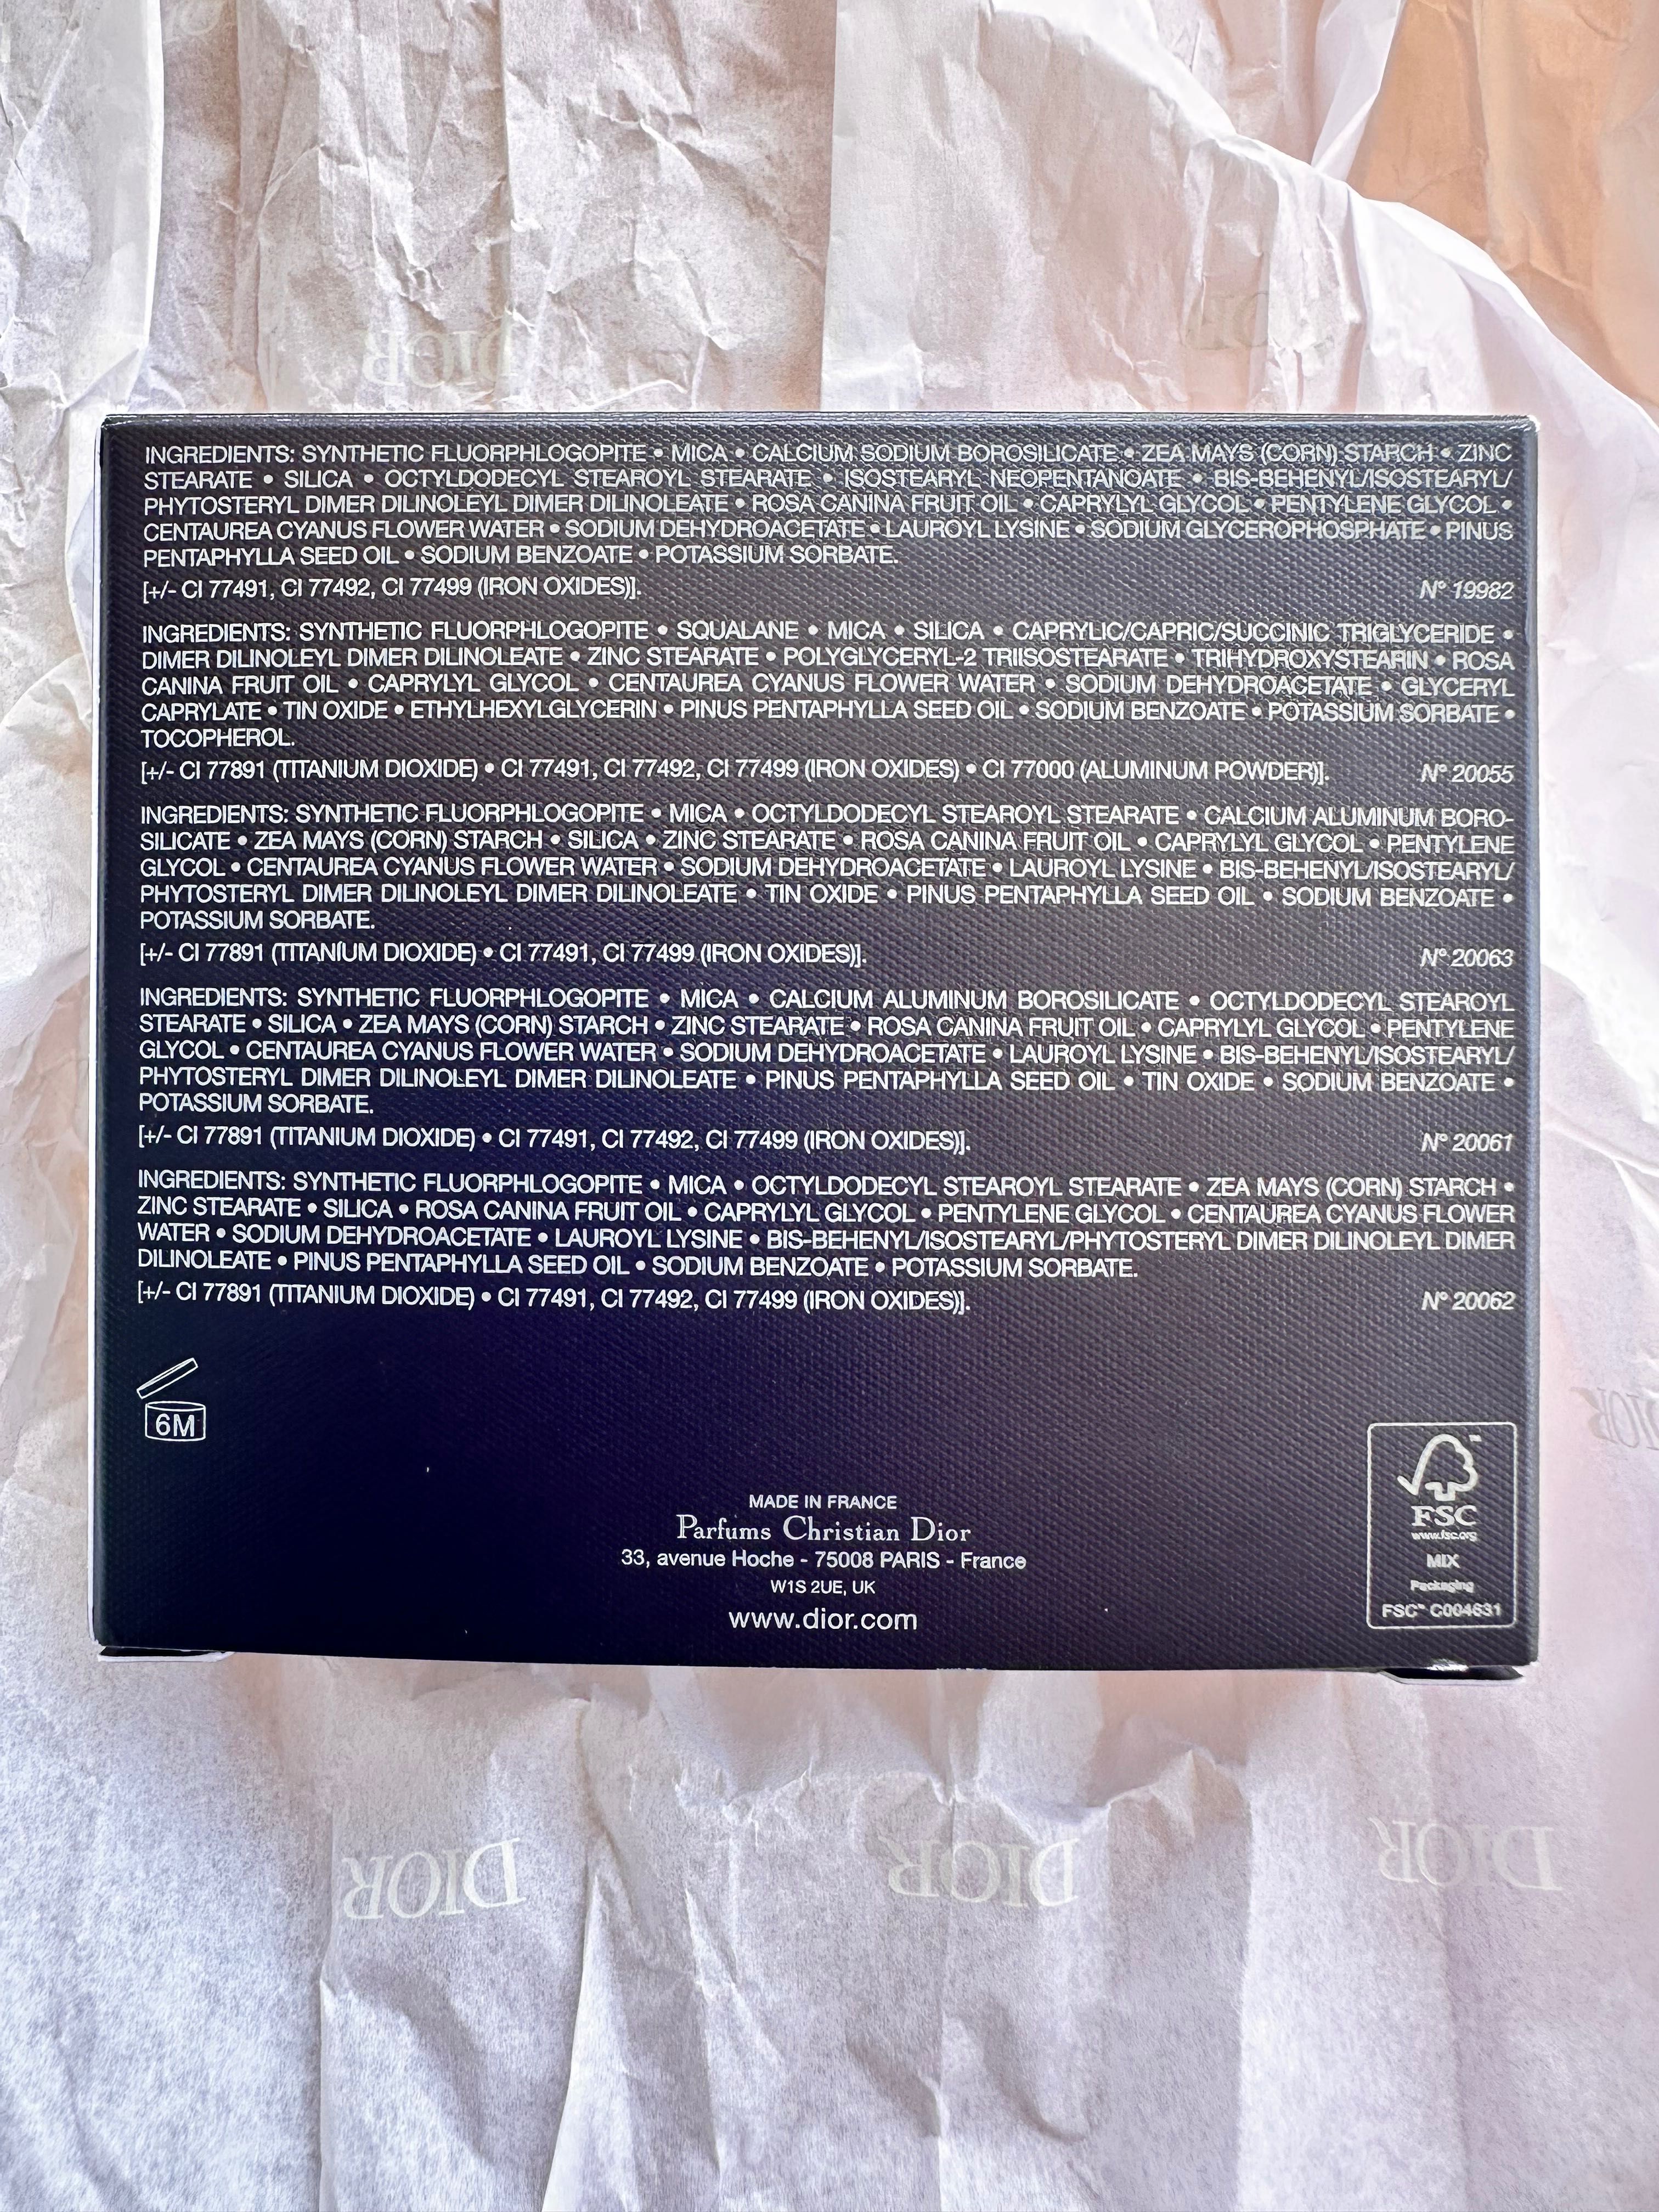 INGREDIENTS: SYNTHETIC FLUORPHLOGOPITE • MICA • CALCIUM SODIUM BOROSILICATE • ZEA MAYS (CORN) STARCH • ZINC
STEARATE • SILICA • OCTYLDODECYL STEAROYL STEARATE • ISOSTEARYL NEOPENTANOATE • BIS-BEHENYL/ISOSTEARYL/
PHYTOSTERYL DIMER DILINOLEYL DIMER DILINOLEATE • ROSA CANINA FRUIT OIL • CAPRYLYL GLYCOL • PENTYLENE GLYCOL •
CENTAUREA CYANUS FLOWER WATER • SODIUM DEHYDROACETATE • LAUROYL LYSINE • SODIUM GLYCEROPHOSPHATE • PINUS
PENTAPHYLLA SEED OIL • SODIUM BENZOATE • POTASSIUM SORBATE.
[+/- CI 77491, CI 77492, CI 77499 (IRON OXIDES)]. N° 19982
INGREDIENTS: SYNTHETIC FLUORPHLOGOPITE • SQUALANE • MICA • SILICA • CAPRYLIC/CAPRIC/SUCCINIC TRIGLYCERIDE •
DIMER DILINOLEYL DIMER DILINOLEATE • ZINC STEARATE • POLYGLYCERYL-2 TRIISOSTEARATE • TRIHYDROXYSTEARIN • ROSA
CANINA FRUIT OIL • CAPRYLYL GLYCOL • CENTAUREA CYANUS FLOWER WATER • SODIUM DEHYDROACETATE • GLYCERYL
CAPRYLATE • TIN OXIDE • ETHYLHEXYLGLYCERIN • PINUS PENTAPHYLLA SEED OIL • SODIUM BENZOATE • POTASSIUM SORBATE •
TOCOPHEROL.
[+/- CI 77891 (TITANIUM DIOXIDE) • CI 77491, CI 77492, CI 77499 (IRON OXIDES) • CI 77000 (ALUMINUM POWDER)]. N° 20055
INGREDIENTS: SYNTHETIC FLUORPHLOGOPITE • MICA • OCTYLDODECYL STEAROYL STEARATE • CALCIUM ALUMINUM BORO-
SILICATE • ZEA MAYS (CORN) STARCH • SILICA • ZINC STEARATE • ROSA CANINA FRUIT OIL • CAPRYLYL GLYCOL • PENTYLENE
GLYCOL • CENTAUREA CYANUS FLOWER WATER • SODIUM DEHYDROACETATE • LAUROYL LYSINE • BIS-BEHENYL/ISOSTEARYL/
PHYTOSTERYL DIMER DILINOLEYL DIMER DILINOLEATE • TIN OXIDE • PINUS PENTAPHYLLA SEED OIL • SODIUM BENZOATE •
POTASSIUM SORBATE.
[+/- CI 77891 (TITANIUM DIOXIDE) • CI 77491, CI 77499 (IRON OXIDES)]. N° 20063
INGREDIENTS: SYNTHETIC FLUORPHLOGOPITE • MICA • CALCIUM ALUMINUM BOROSILICATE • OCTYLDODECYL STEAROYL
STEARATE • SILICA • ZEA MAYS (CORN) STARCH • ZINC STEARATE • ROSA CANINA FRUIT OIL • CAPRYLYL GLYCOL • PENTYLENE
GLYCOL • CENTAUREA CYANUS FLOWER WATER • SODIUM DEHYDROACETATE • LAUROYL LYSINE • BIS-BEHENYL/ISOSTEARYL/
PHYTOSTERYL DIMER DILINOLEYL DIMER DILINOLEATE • PINUS PENTAPHYLLA SEED OIL • TIN OXIDE • SODIUM BENZOATE •
POTASSIUM SORBATE.
[+/- CI 77891 (TITANIUM DIOXIDE) • CI 77491, CI 77492, CI 77499 (IRON OXIDES)]. N° 20061
INGREDIENTS: SYNTHETIC FLUORPHLOGOPITE • MICA • OCTYLDODECYL STEAROYL STEARATE • ZEA MAYS (CORN) STARCH •
ZINC STEARATE • SILICA • ROSA CANINA FRUIT OIL • CAPRYLYL GLYCOL • PENTYLENE GLYCOL • CENTAUREA CYANUS FLOWER
WATER • SODIUM DEHYDROACETATE • LAUROYL LYSINE • BIS-BEHENYL/ISOSTEARYL/PHYTOSTERYL DIMER DILINOLEYL DIMER
DILINOLEATE • PINUS PENTAPHYLLA SEED OIL • SODIUM BENZOATE • POTASSIUM SORBATE.
[+/- CI 77891 (TITANIUM DIOXIDE) • CI 77491, CI 77492, CI 77499 (IRON OXIDES)]. N° 20062
6M
MADE IN FRANCE
Parfums Christian Dior
33, avenue Hoche - 75008 PARIS - France
W1S 2UE, UK
www.dior.com
FSC
www.fsc.org
MIX
Packaging
FSC™ C004631
DIOR
DIOR
DIOR
DIOR
DIOR
DIOR